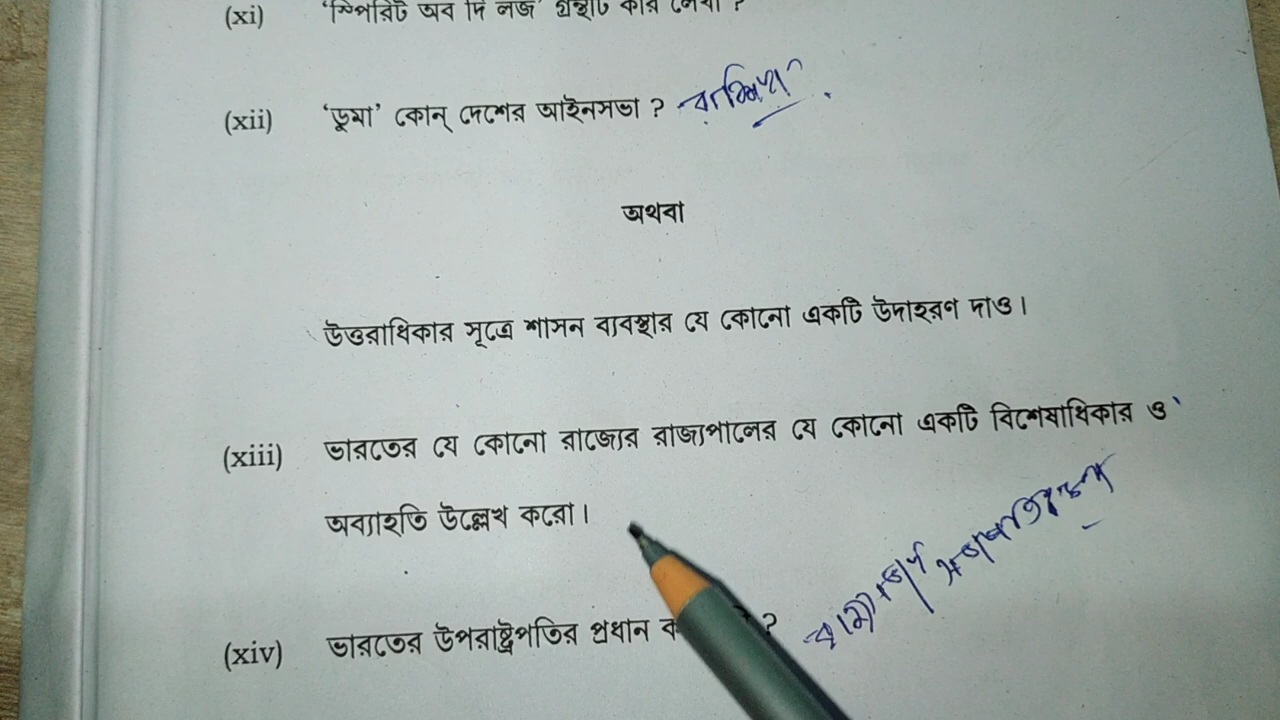 (xi) 'স্পিরিট অব দি লজ' গ্রন্থটি কার লেখা ?
(xii) 'ডুমা' কোন্ দেশের আইনসভা ? রাশিয়া
অথবা
উত্তরাধিকার সূত্রে শাসন ব্যবস্থার যে কোনো একটি উদাহরণ দাও।
(xiii) ভারতের যে কোনো রাজ্যের রাজ্যপালের যে কোনো একটি বিশেষাধিকার ও
অব্যাহতি উল্লেখ করো।
(xiv) ভারতের উপরাষ্ট্রপতির প্রধান ?